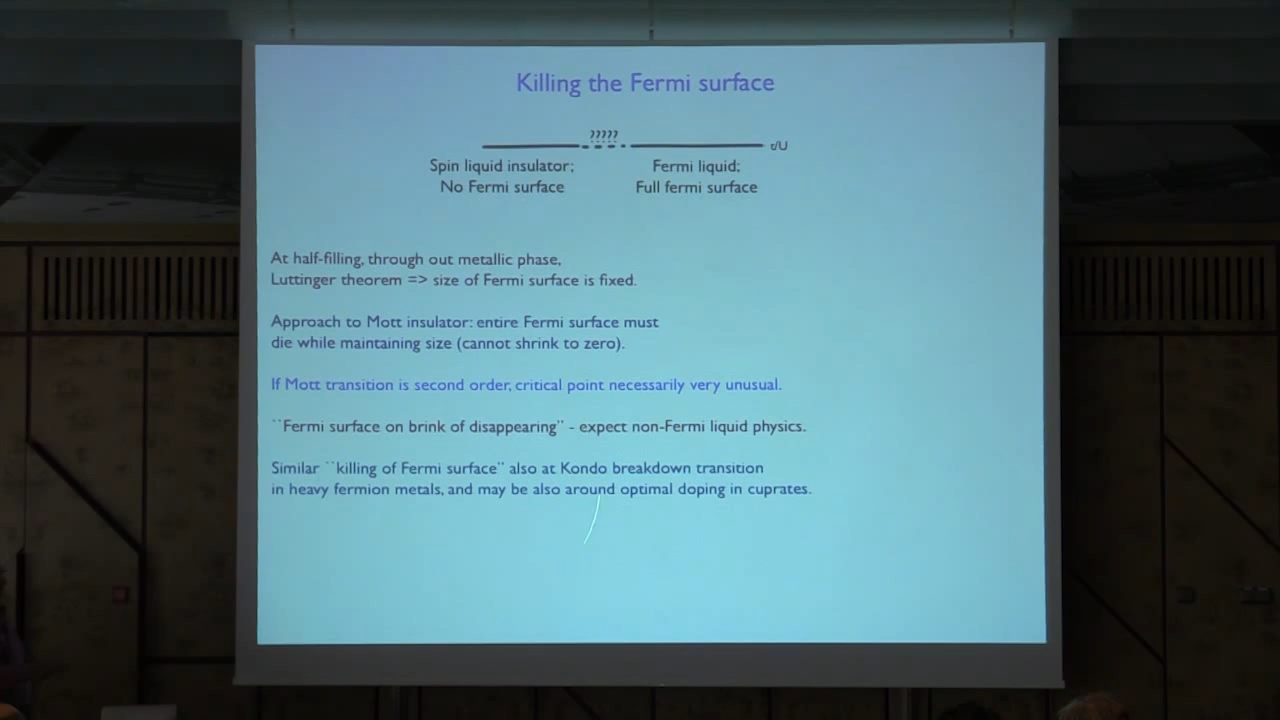 Killing the Fermi surface
?????
t/U
Spin liquid insulator;
No Fermi surface
Fermi liquid;
Full fermi surface
At half-filling, through out metallic phase,
Luttinger theorem => size of Fermi surface is fixed.
Approach to Mott insulator: entire Fermi surface must
die while maintaining size (cannot shrink to zero).
If Mott transition is second order, critical point necessarily very unusual.
``Fermi surface on brink of disappearing'' - expect non-Fermi liquid physics.
Similar ``killing of Fermi surface'' also at Kondo breakdown transition
in heavy fermion metals, and may be also around optimal doping in cuprates.